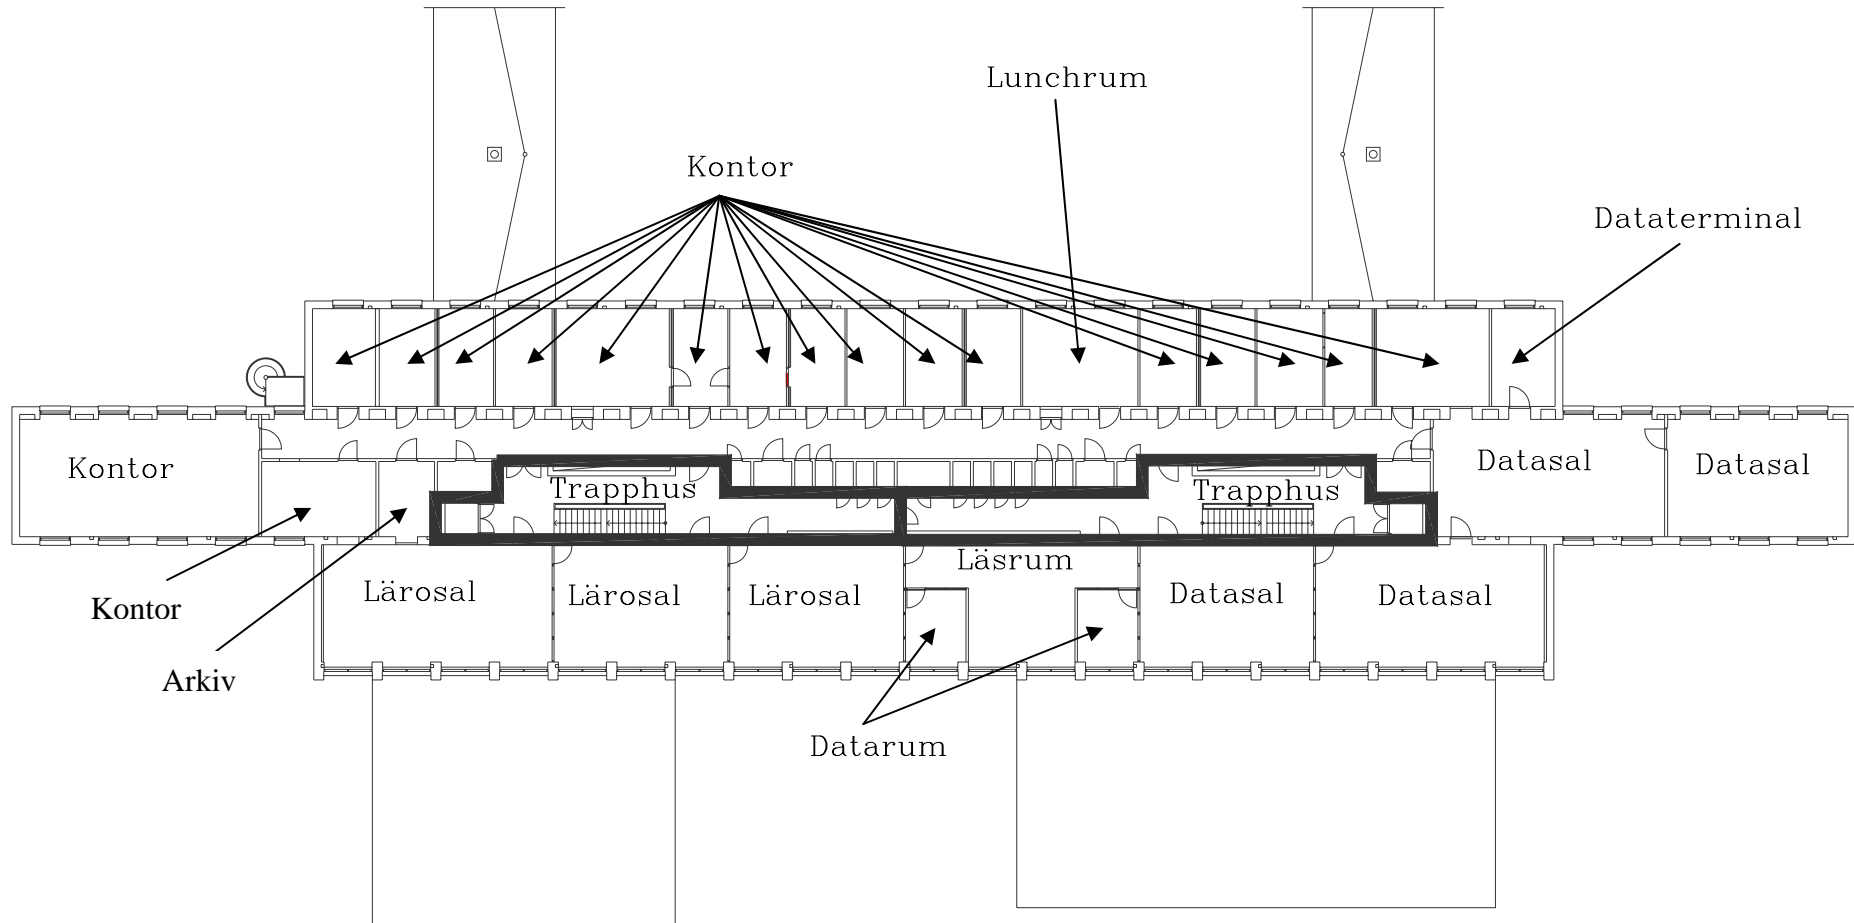 Lunchrum
Kontor
Dataterminal
Kontor
Trapphus
Trapphus
Datasal
Datasal
Kontor
Arkiv
Lärosal
Lärosal
Lärosal
Läsrum
Datasal
Datasal
Datarum